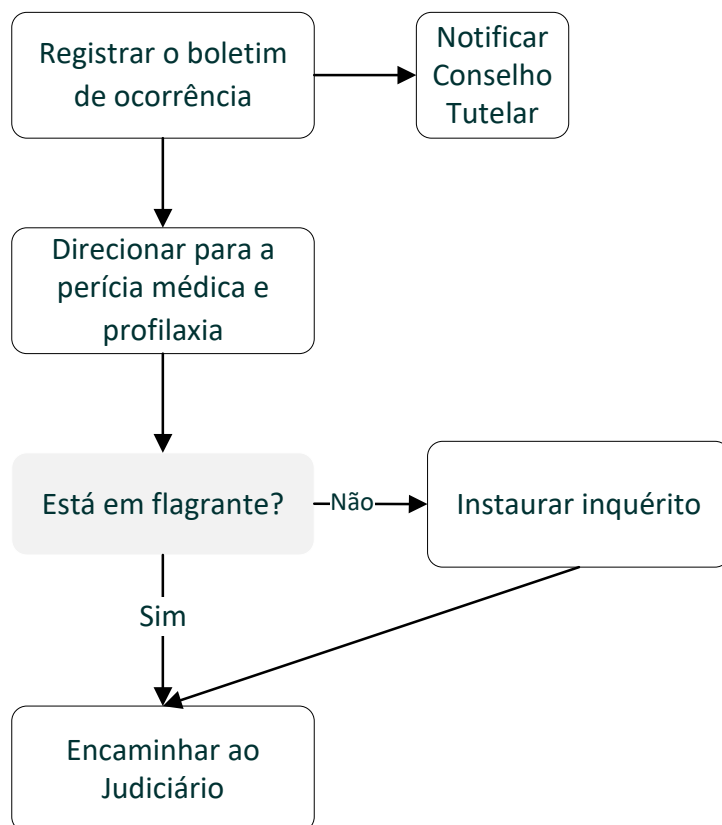 Registrar o boletim
de ocorrência
Notificar
Conselho
Tutelar
Direcionar para a
perícia médica e
profilaxia
Está em flagrante?
Não
Instaurar inquérito
Sim
Encaminhar ao
Judiciário